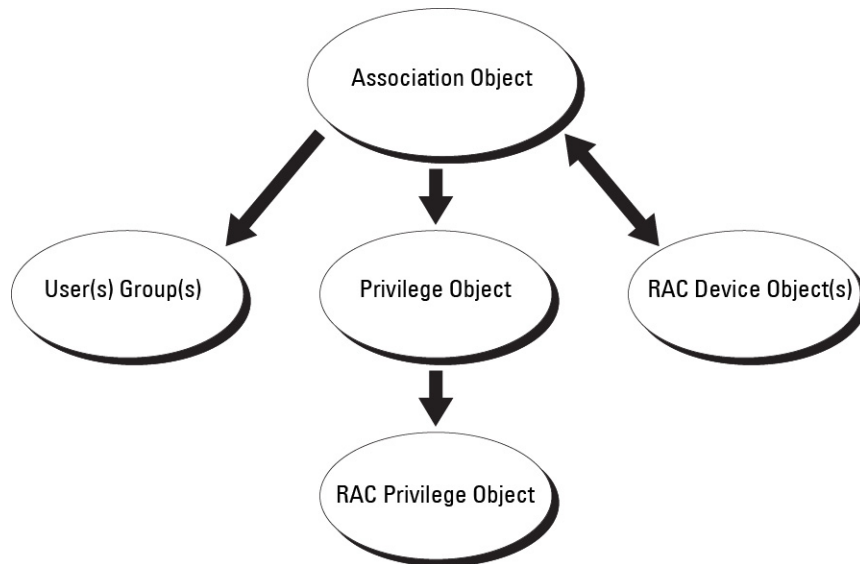 Association Object
User(s) Group(s)
Privilege Object
RAC Device Object(s)
RAC Privilege Object